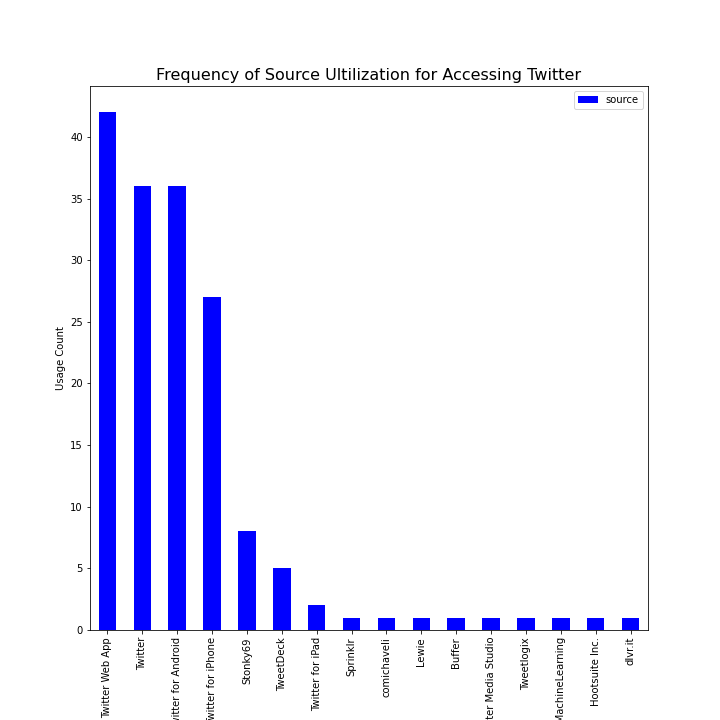 Frequency of Source Ultilization for Accessing Twitter
source
Usage Count
40
35
30
25
20
15
10
5
0
Twitter Web App
Twitter
witter for Android
witter for iPhone
Stonky69
TweetDeck
Twitter for iPad
Sprinklr
comichaveli
Lewie
Buffer
ter Media Studio
Tweetlogix
MachineLearning
Hootsuite Inc.
dlvr.it